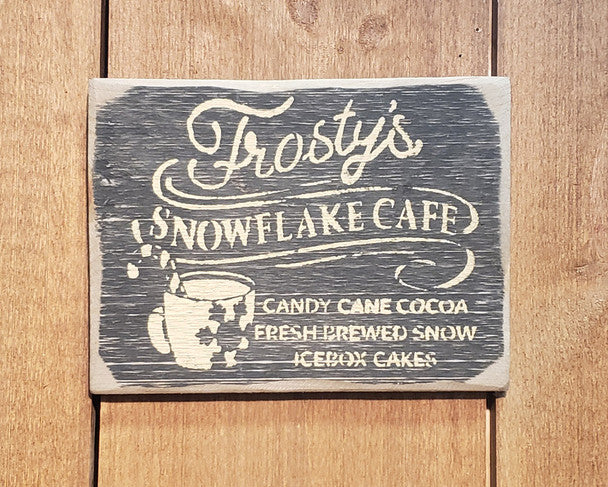 Frosty's
SNOWFLAKE CAFE
CANDY CANE COCOA
FRESH BREWED SNOW
ICEBOX CAKES